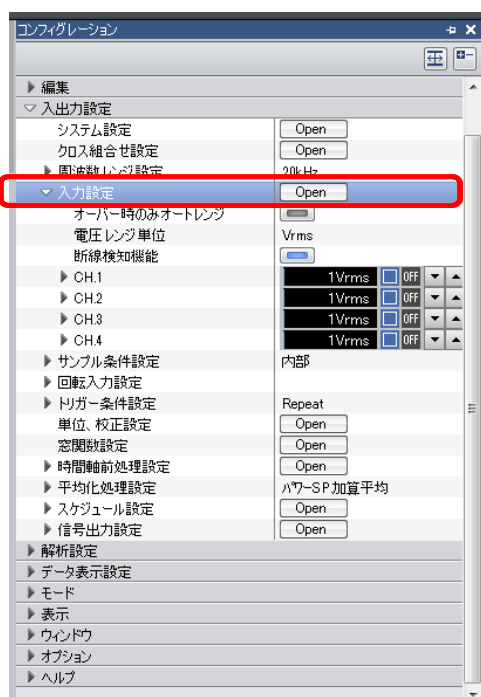 コンフィグレーション
編集
入出力設定
システム設定 Open
クロス組合せ設定 Open
周波数レンジ設定 20kHz
入力設定 Open
オーバー時のみオートレンジ
電圧レンジ単位 Vrms
断線検知機能
CH.1 1Vrms OFF
CH.2 1Vrms OFF
CH.3 1Vrms OFF
CH.4 1Vrms OFF
サンプル条件設定 内部
回転入力設定
トリガー条件設定 Repeat
単位、校正設定 Open
窓関数設定 Open
時間軸前処理設定 Open
平均化処理設定 パワーSP加算平均
スケジュール設定 Open
信号出力設定 Open
解析設定
データ表示設定
モード
表示
ウィンドウ
オプション
ヘルプ